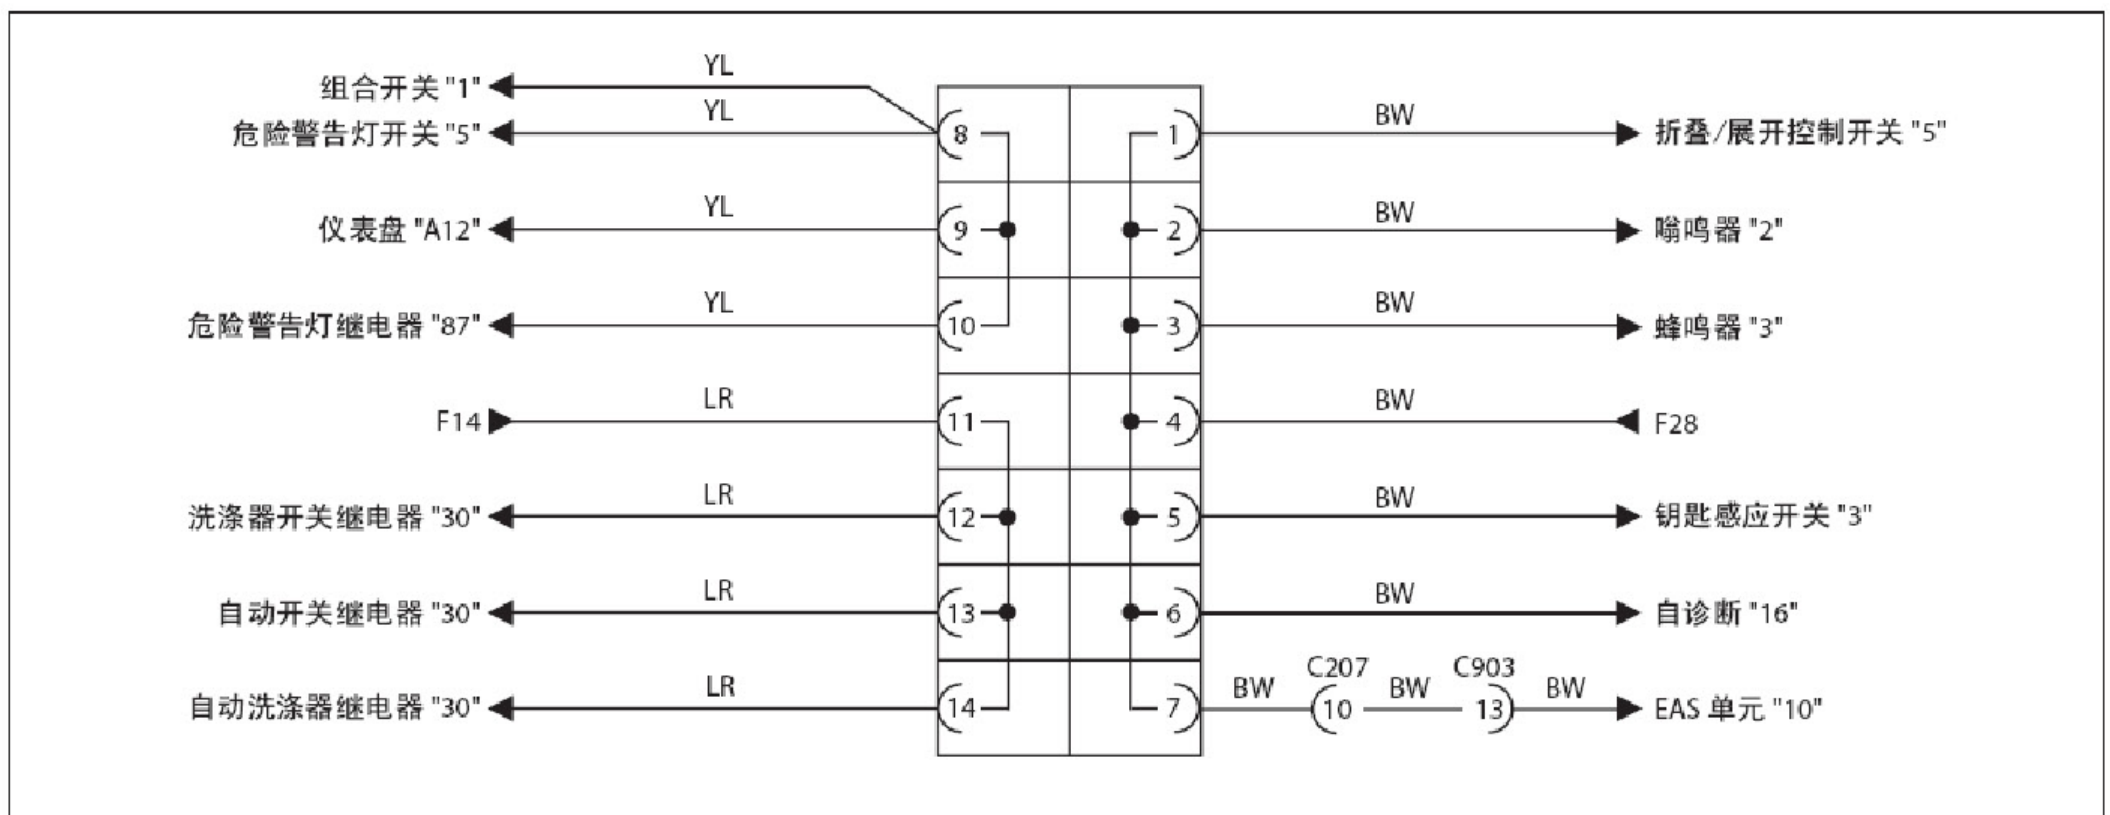 YL
组合开关 "1"
YL
危险警告灯开关 "5"
8
1
BW
折叠/展开控制开关 "5"
YL
仪表盘 "A12"
9
2
BW
嗡鸣器 "2"
YL
危险警告灯继电器 "87"
10
3
BW
蜂鸣器 "3"
LR
F14
11
4
BW
F28
LR
洗涤器开关继电器 "30"
12
5
BW
钥匙感应开关 "3"
LR
自动开关继电器 "30"
13
6
BW
自诊断 "16"
LR
自动洗涤器继电器 "30"
14
7
BW
C207
10
BW
C903
13
BW
EAS 单元 "10"